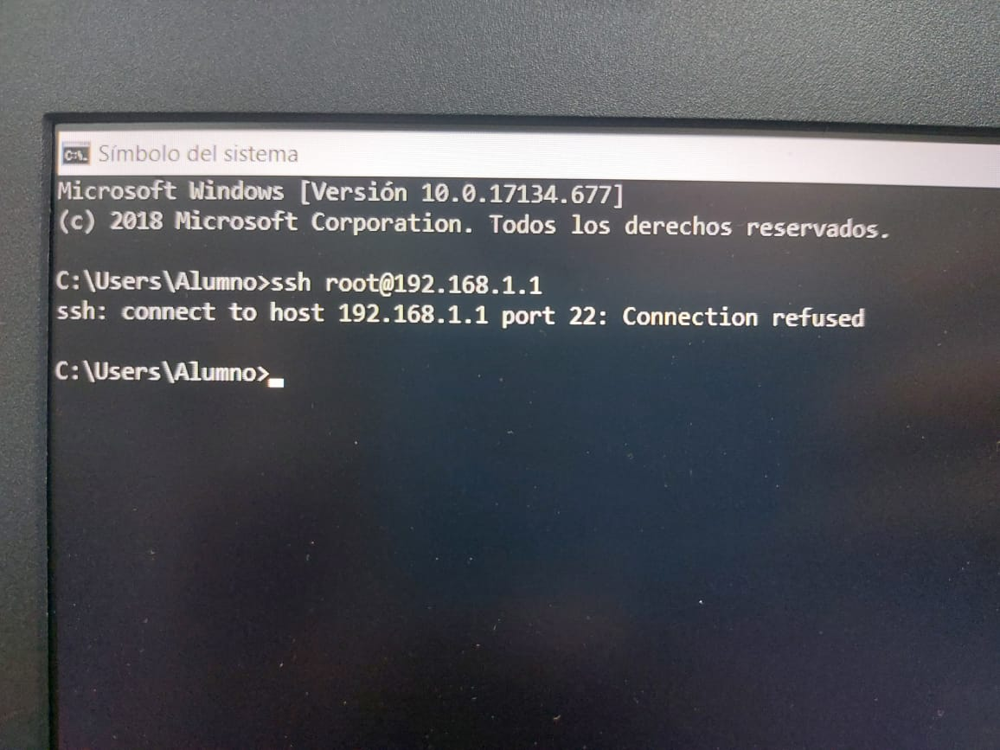 Símbolo del sistema
Microsoft Windows [Versión 10.0.17134.677]
(c) 2018 Microsoft Corporation. Todos los derechos reservados.
C:\Users\Alumno>ssh root@192.168.1.1
ssh: connect to host 192.168.1.1 port 22: Connection refused
C:\Users\Alumno>